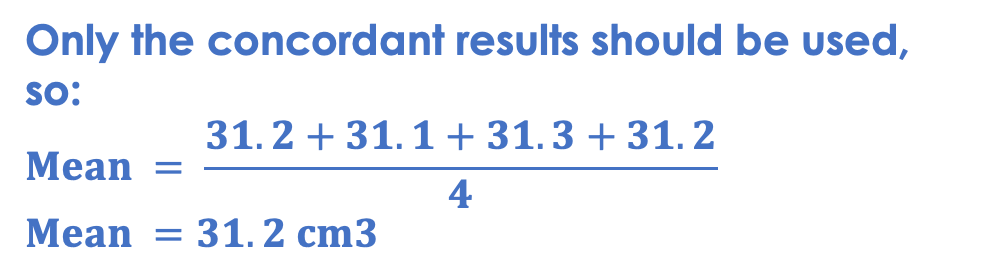 Only the concordant results should be used,
so:
Mean = 31.2 + 31.1 + 31.3 + 31.2
4
Mean = 31.2 cm3